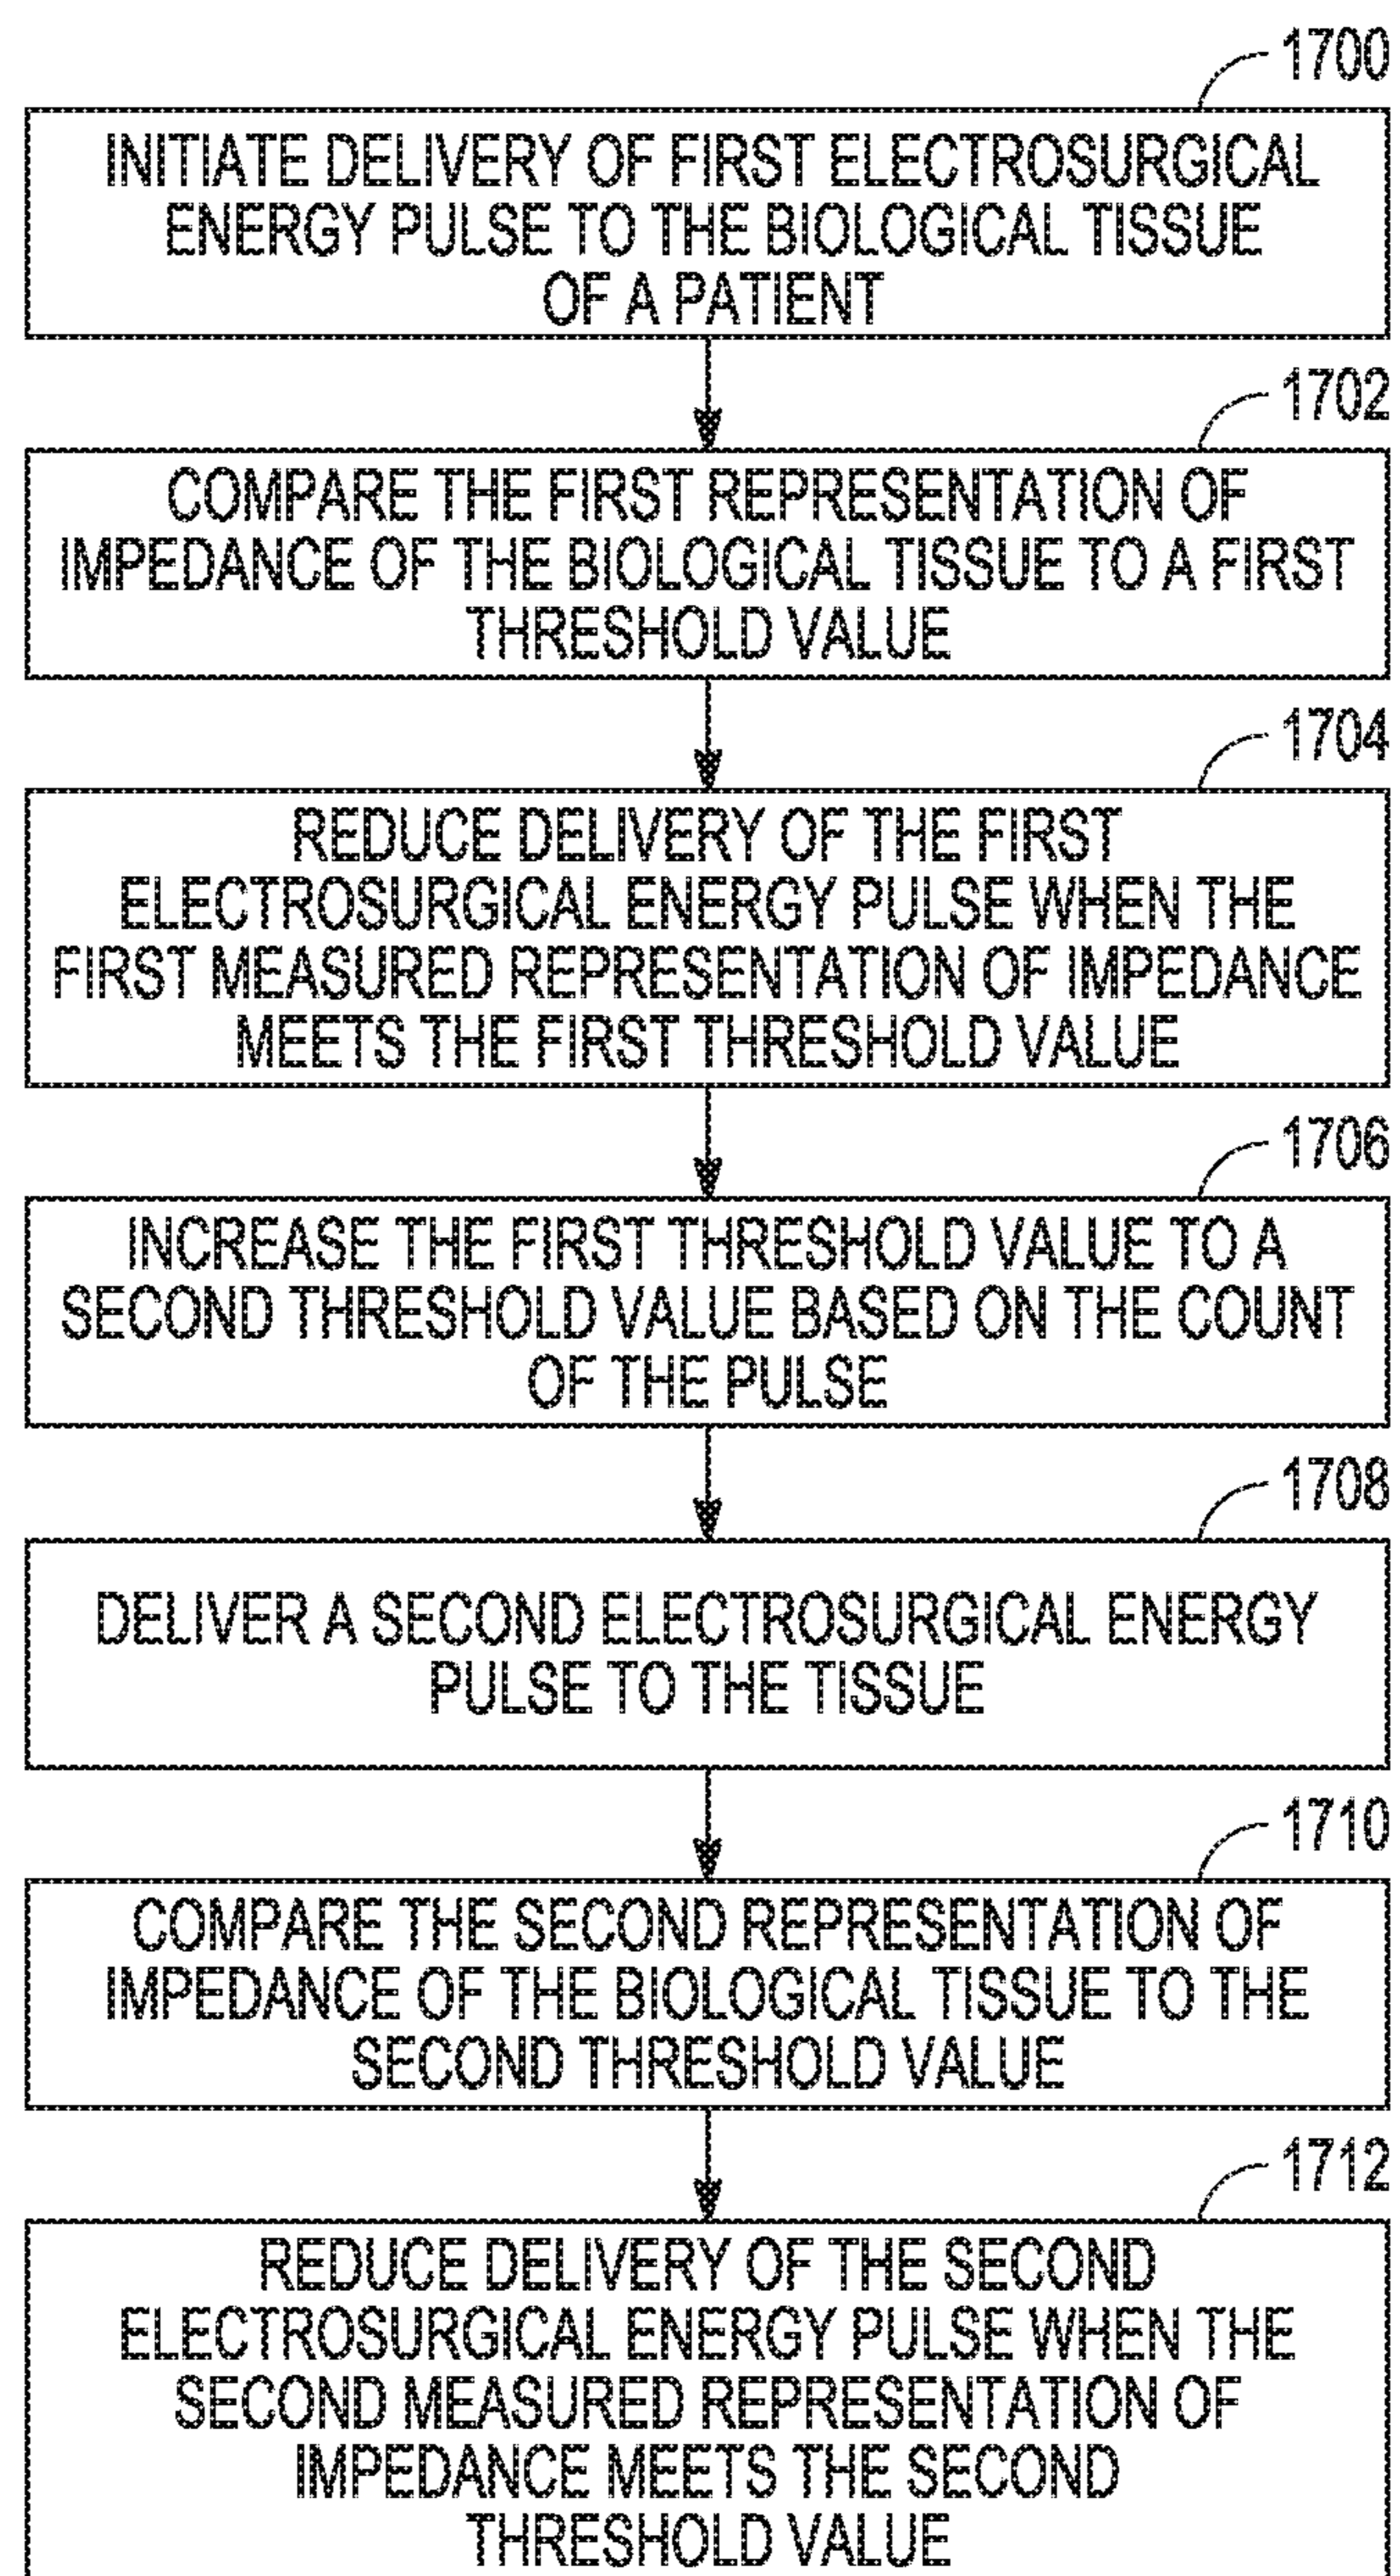 1700
INITIATE DELIVERY OF FIRST ELECTROSURGICAL
ENERGY PULSE TO THE BIOLOGICAL TISSUE
OF A PATIENT
1702
COMPARE THE FIRST REPRESENTATION OF
IMPEDANCE OF THE BIOLOGICAL TISSUE TO A FIRST
THRESHOLD VALUE
1704
REDUCE DELIVERY OF THE FIRST
ELECTROSURGICAL ENERGY PULSE WHEN THE
FIRST MEASURED REPRESENTATION OF IMPEDANCE
MEETS THE FIRST THRESHOLD VALUE
1706
INCREASE THE FIRST THRESHOLD VALUE TO A
SECOND THRESHOLD VALUE BASED ON THE COUNT
OF THE PULSE
1708
DELIVER A SECOND ELECTROSURGICAL ENERGY
PULSE TO THE TISSUE
1710
COMPARE THE SECOND REPRESENTATION OF
IMPEDANCE OF THE BIOLOGICAL TISSUE TO THE
SECOND THRESHOLD VALUE
1712
REDUCE DELIVERY OF THE SECOND
ELECTROSURGICAL ENERGY PULSE WHEN THE
SECOND MEASURED REPRESENTATION OF
IMPEDANCE MEETS THE SECOND
THRESHOLD VALUE